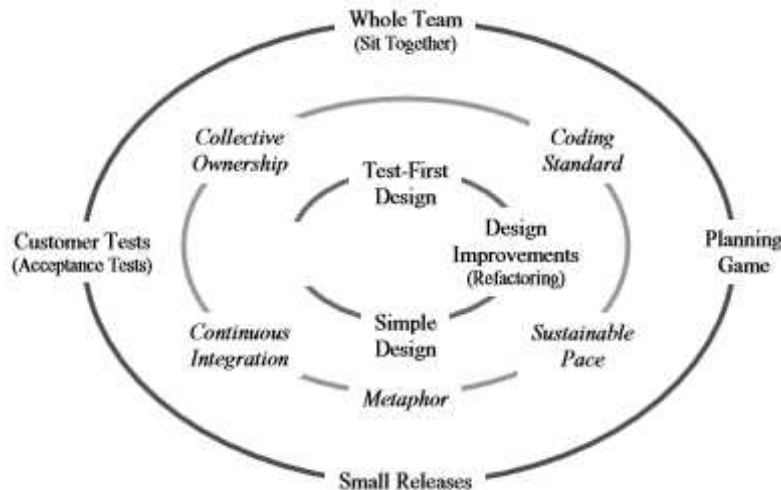 Whole Team
(Sit Together)
Collective
Ownership
Coding
Standard
Test-First
Design
Customer Tests
(Acceptance Tests)
Design
Improvements
(Refactoring)
Planning
Game
Continuous
Integration
Simple
Design
Sustainable
Pace
Metaphor
Small Releases